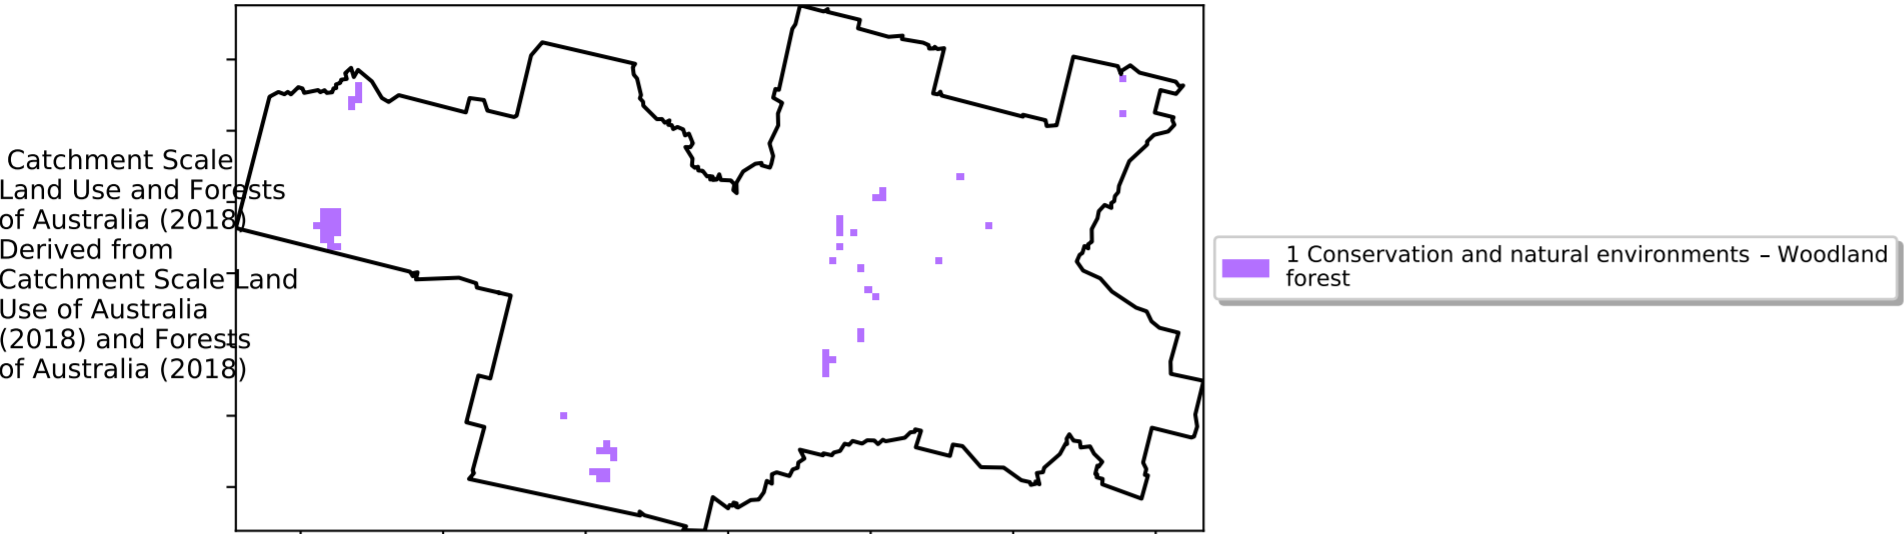 Catchment Scale
Land Use and Forests
of Australia (2018)
Derived from
Catchment Scale Land
Use of Australia
(2018) and Forests
of Australia (2018)
1 Conservation and natural environments – Woodland
forest